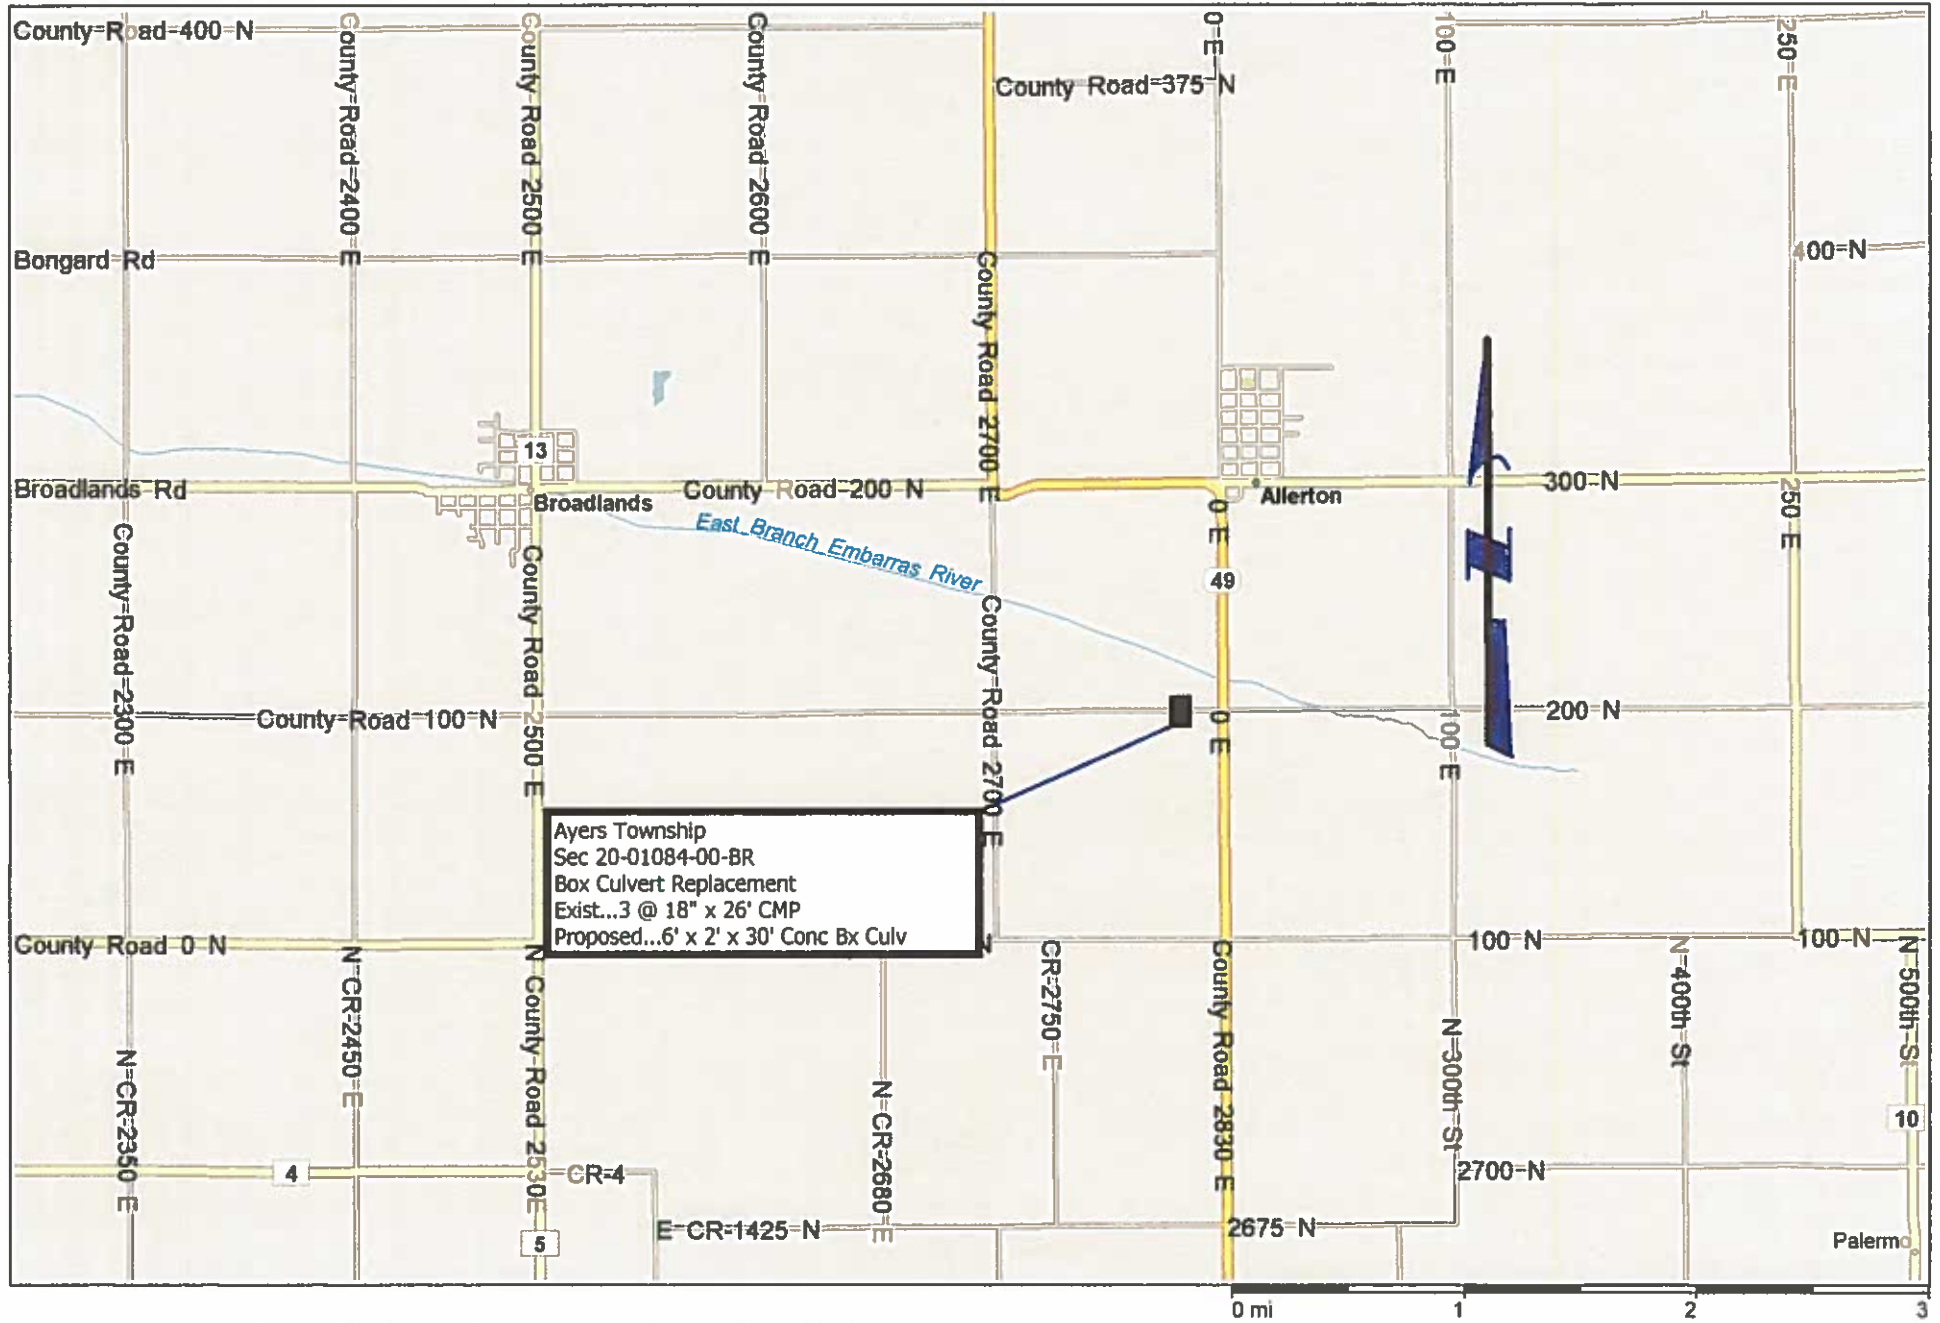 County Road 400 N
County Road 2400 E
County Road 2500 E
County Road 2600 E
0 E
100 E
250 E
County Road 375 N
Bongard Rd
400 N
County Road 2700 E
13
Broadlands Rd
Broadlands
County Road 200 N
Allerton
300 N
250 E
0 E
N
East Branch Embarras River
49
County Road 2300 E
County Road 2500 E
County Road 2700 E
County Road 100 N
0 E
100 E
200 N
Ayers Township
Sec 20-01084-00-BR
Box Culvert Replacement
Exist...3 @ 18" x 26' CMP
Proposed...6' x 2' x 30' Conc Bx Culv
County Road 0 N
N
100 N
100 N
N CR-2350 E
N CR-2450 E
N County Road 2530E
N CR-2680 E
CR-2750 E
County Road 2830 E
N 300th St
N 400th St
N 500th St
10
4
CR-4
2700 N
5
E CR-1425 N
2675 N
Palermo
0 mi
1
2
3